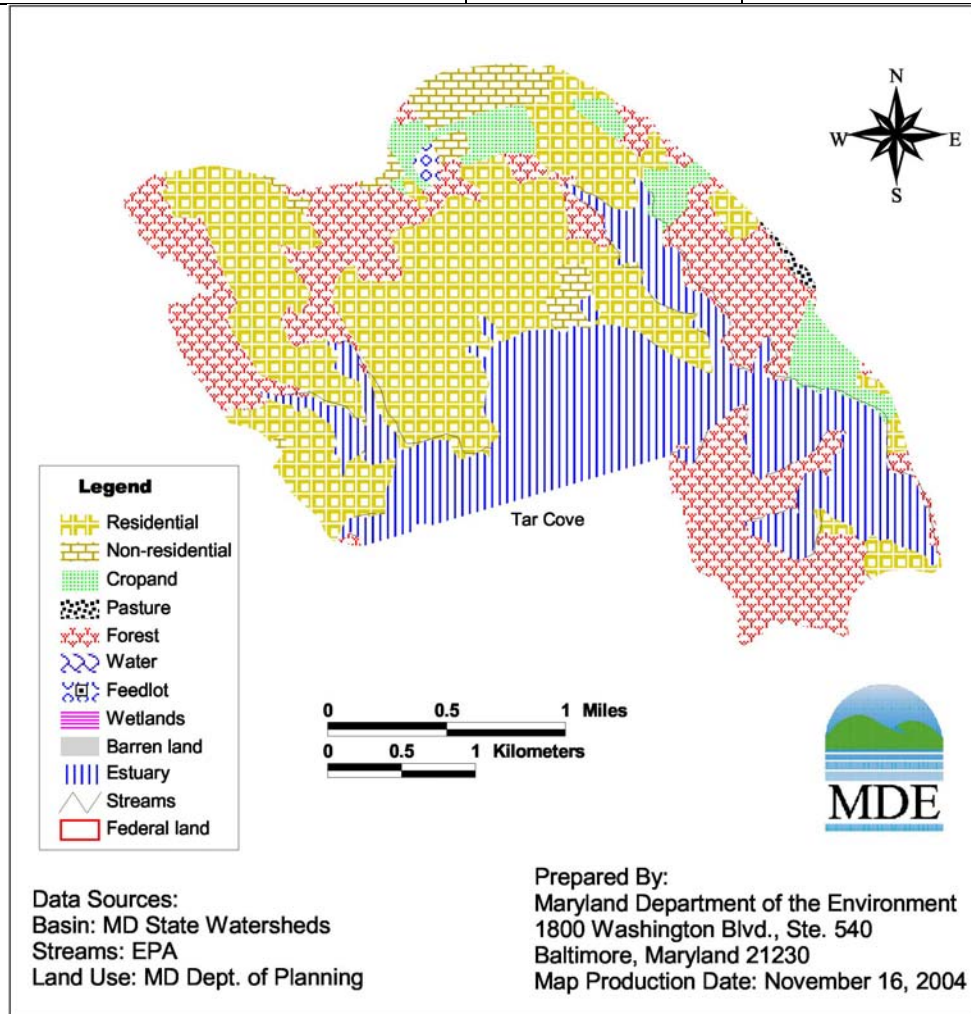 N
W
E
S
Tar Cove
Legend
Residential
Non-residential
Cropand
Pasture
Forest
Water
Feedlot
Wetlands
Barren land
Estuary
Streams
Federal land
0 0.5 1 Miles
0 0.5 1 Kilometers
MDE
Data Sources:
Basin: MD State Watersheds
Streams: EPA
Land Use: MD Dept. of Planning
Prepared By:
Maryland Department of the Environment
1800 Washington Blvd., Ste. 540
Baltimore, Maryland 21230
Map Production Date: November 16, 2004